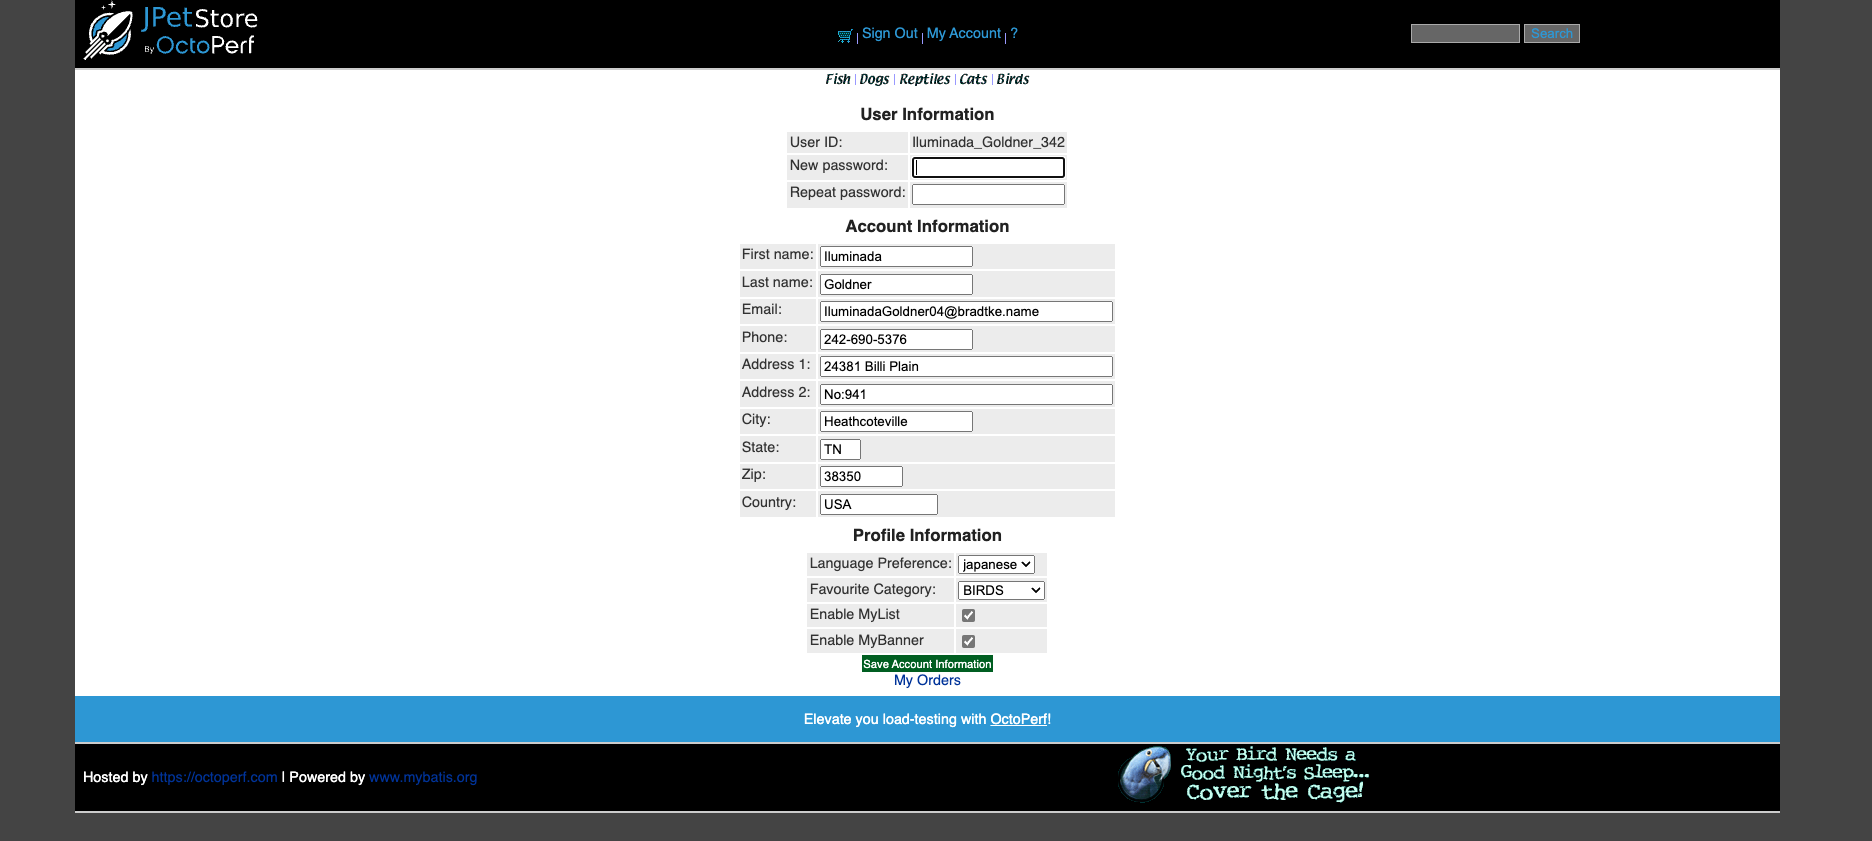 JPetStore
By OctoPerf
| Sign Out | My Account | ?
Search
Fish | Dogs | Reptiles | Cats | Birds
User Information
User ID: Iluminada_Goldner_342
New password:
Repeat password:
Account Information
First name: Iluminada
Last name: Goldner
Email: IluminadaGoldner04@bradtke.name
Phone: 242-690-5376
Address 1: 24381 Billi Plain
Address 2: No:941
City: Heathcoteville
State: TN
Zip: 38350
Country: USA
Profile Information
Language Preference: japanese
Favourite Category: BIRDS
Enable MyList
Enable MyBanner
Save Account Information
My Orders
Elevate you load-testing with OctoPerf!
Hosted by https://octoperf.com | Powered by www.mybatis.org
Your Bird Needs a
Good Night's Sleep...
Cover the Cage!